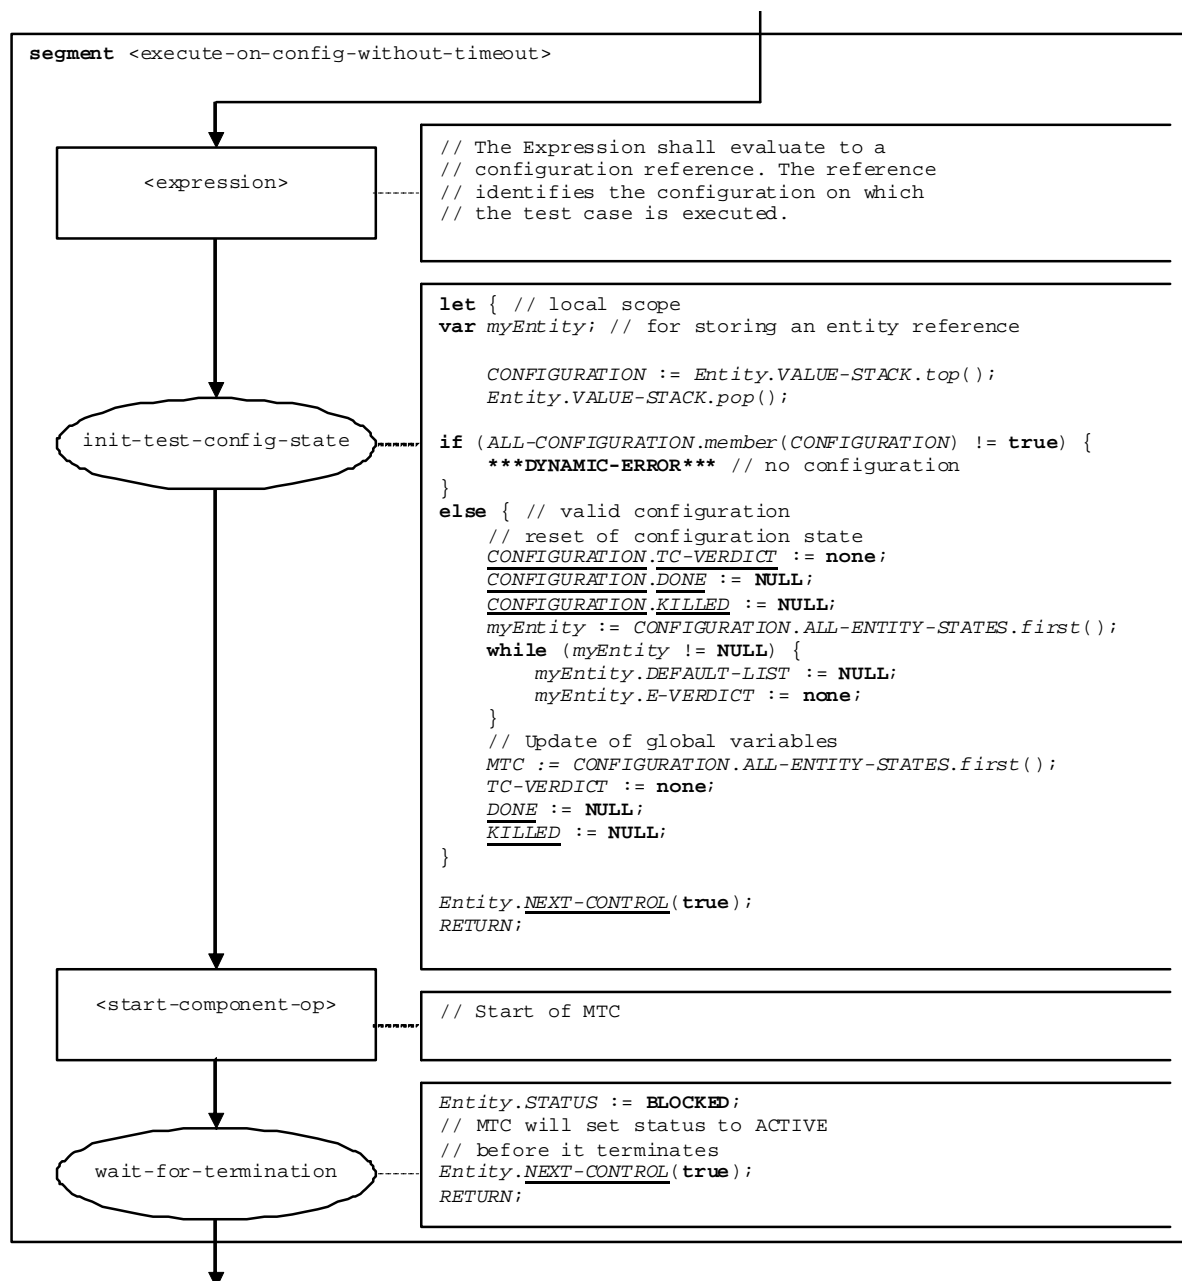 segment <execute-on-config-without-timeout>
<expression>
// The Expression shall evaluate to a
// configuration reference. The reference
// identifies the configuration on which
// the test case is executed.
init-test-config-state
let { // local scope
var myEntity; // for storing an entity reference
CONFIGURATION := Entity.VALUE-STACK.top();
Entity.VALUE-STACK.pop();
if (ALL-CONFIGURATION.member(CONFIGURATION) != true) {
***DYNAMIC-ERROR*** // no configuration
}
else { // valid configuration
// reset of configuration state
CONFIGURATION.TC-VERDICT := none;
CONFIGURATION.DONE := NULL;
CONFIGURATION.KILLED := NULL;
myEntity := CONFIGURATION.ALL-ENTITY-STATES.first();
while (myEntity != NULL) {
myEntity.DEFAULT-LIST := NULL;
myEntity.E-VERDICT := none;
}
// Update of global variables
MTC := CONFIGURATION.ALL-ENTITY-STATES.first();
TC-VERDICT := none;
DONE := NULL;
KILLED := NULL;
}
Entity.NEXT-CONTROL(true);
RETURN;
<start-component-op>
// Start of MTC
wait-for-termination
Entity.STATUS := BLOCKED;
// MTC will set status to ACTIVE
// before it terminates
Entity.NEXT-CONTROL(true);
RETURN;